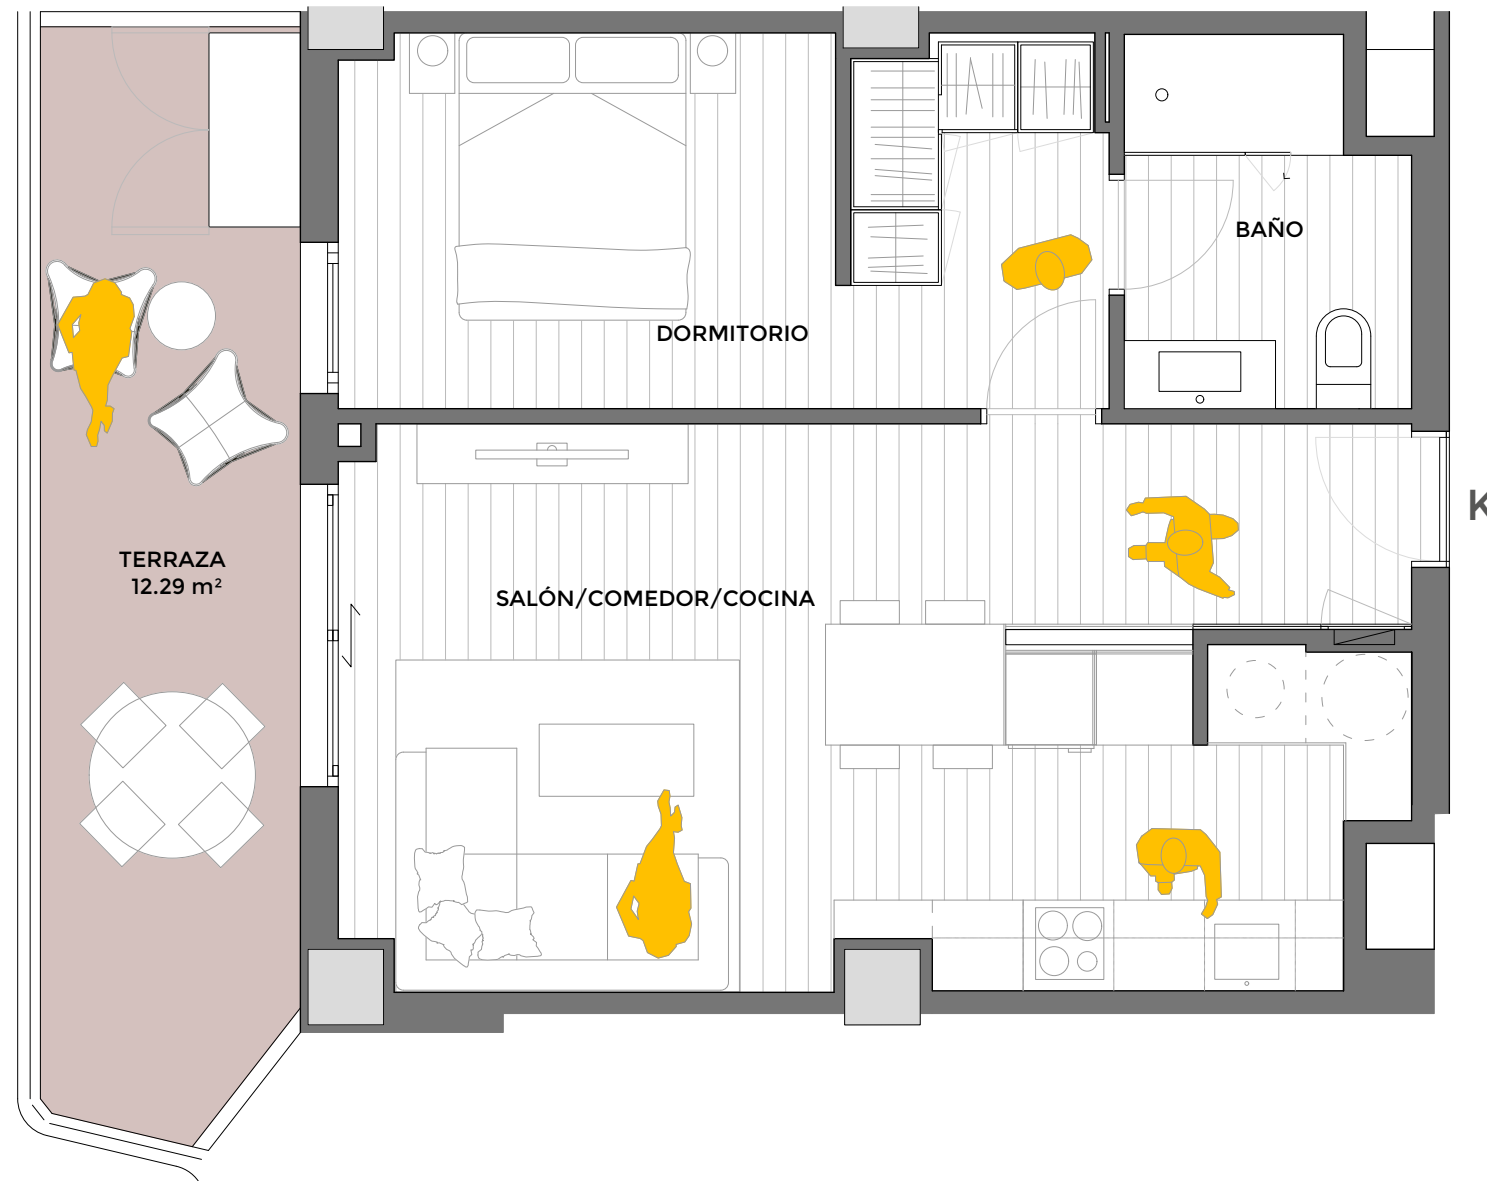 BAÑO
DORMITORIO
K
TERRAZA
12.29 m²
SALÓN/COMEDOR/COCINA